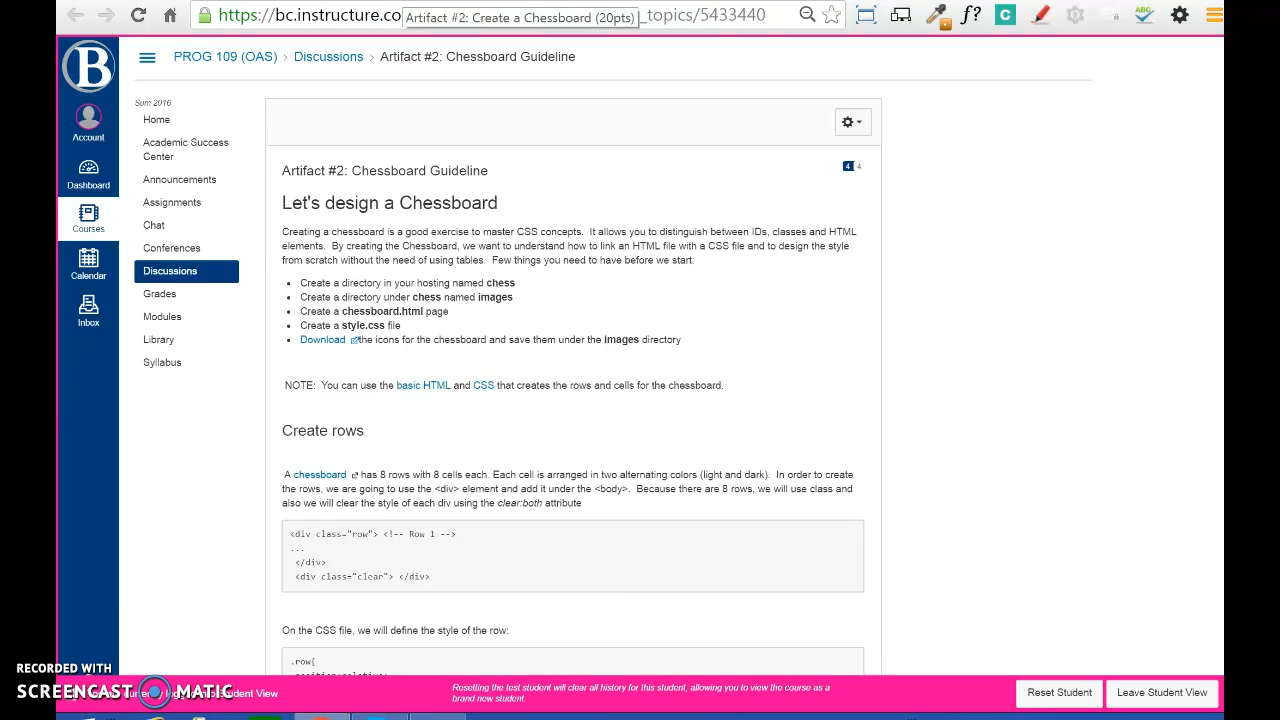 https://bc.instructure.co
Artifact #2: Create a Chessboard (20pts)
_topics/5433440
f?
C
ABC
B
PROG 109 (OAS) › Discussions › Artifact #2: Chessboard Guideline
Sum 2016
Home
Academic Success
Center
Announcements
Assignments
Chat
Conferences
Discussions
Grades
Modules
Library
Syllabus
Account
Dashboard
Courses
Calendar
Inbox
Artifact #2: Chessboard Guideline
4 4
Let's design a Chessboard
Creating a chessboard is a good exercise to master CSS concepts. It allows you to distinguish between IDs, classes and HTML
elements. By creating the Chessboard, we want to understand how to link an HTML file with a CSS file and to design the style
from scratch without the need of using tables. Few things you need to have before we start:
• Create a directory in your hosting named chess
• Create a directory under chess named images
• Create a chessboard.html page
• Create a style.css file
• Download the icons for the chessboard and save them under the images directory
NOTE: You can use the basic HTML and CSS that creates the rows and cells for the chessboard.
Create rows
A chessboard has 8 rows with 8 cells each. Each cell is arranged in two alternating colors (light and dark). In order to create
the rows, we are going to use the <div> element and add it under the <body>. Because there are 8 rows, we will use class and
also we will clear the style of each div using the clear:both attribute
<div class="row"> <!-- Row 1 -->
...
</div>
<div class="clear"> </div>
On the CSS file, we will define the style of the row:
.row{
RECORDED WITH
SCREENCAST MATIC
Student View
Resetting the test student will clear all history for this student, allowing you to view the course as a
brand new student.
Reset Student
Leave Student View